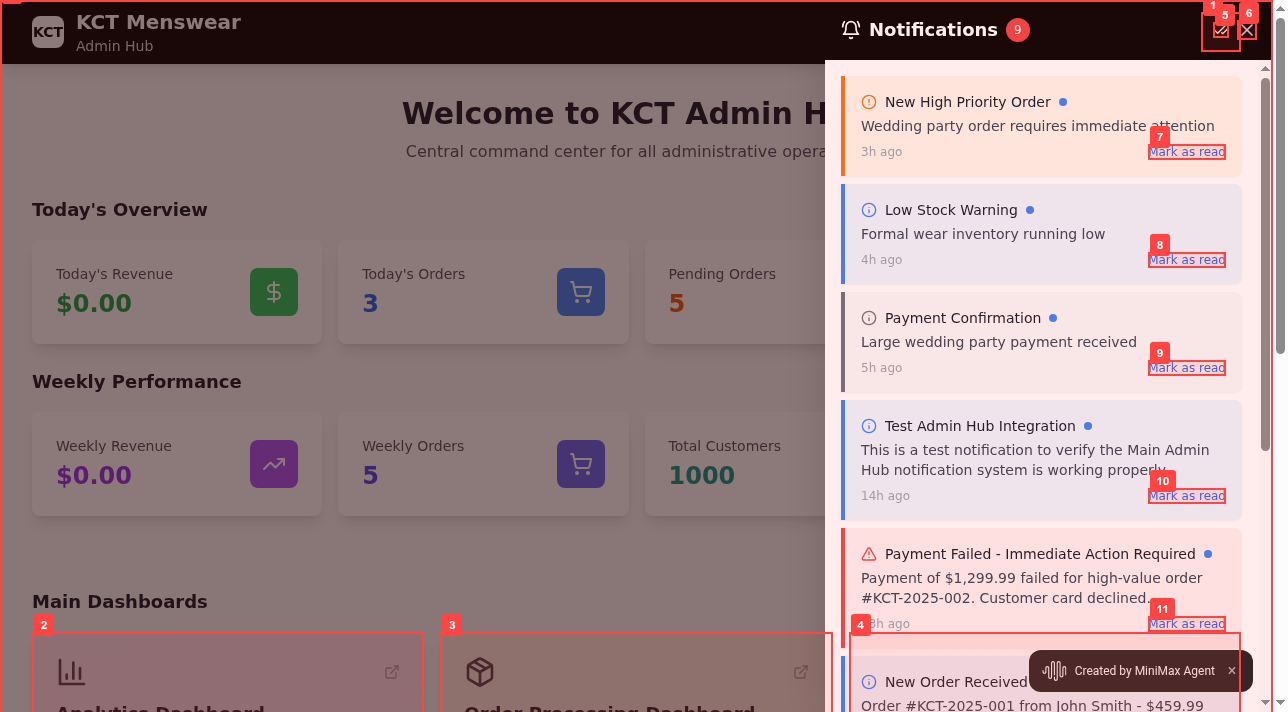 KCT
KCT Menswear
Admin Hub
Notifications 9
1
5
6
Welcome to KCT Admin H
Central command center for all administrative opera
Today's Overview
Today's Revenue
$0.00
Today's Orders
3
Pending Orders
5
Weekly Performance
Weekly Revenue
$0.00
Weekly Orders
5
Total Customers
1000
Main Dashboards
2
3
4
Analytics Dashboard
Order Processing Dashboard
New High Priority Order
Wedding party order requires immediate attention
7
3h ago
Mark as read
Low Stock Warning
Formal wear inventory running low
8
4h ago
Mark as read
Payment Confirmation
Large wedding party payment received
9
5h ago
Mark as read
Test Admin Hub Integration
This is a test notification to verify the Main Admin
Hub notification system is working properly.
10
14h ago
Mark as read
Payment Failed - Immediate Action Required
Payment of $1,299.99 failed for high-value order
#KCT-2025-002. Customer card declined.
11
3h ago
Mark as read
New Order Received
Order #KCT-2025-001 from John Smith - $459.99
Created by MiniMax Agent ×